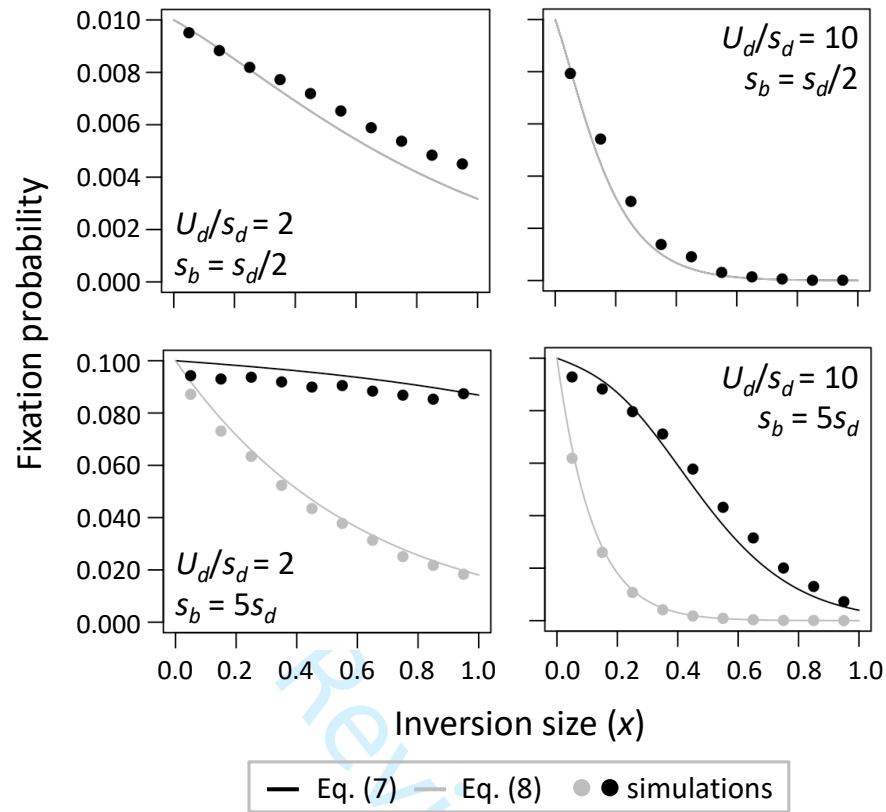 0.010
0.008
0.006
0.004
0.002
0.000
U_d/s_d = 2
s_b = s_d/2
U_d/s_d = 10
s_b = s_d/2
Fixation probability
0.100
0.080
0.060
0.040
0.020
0.000
U_d/s_d = 2
s_b = 5s_d
U_d/s_d = 10
s_b = 5s_d
0.0 0.2 0.4 0.6 0.8 1.0
0.0 0.2 0.4 0.6 0.8 1.0
Inversion size (x)
Eq. (7) Eq. (8) simulations